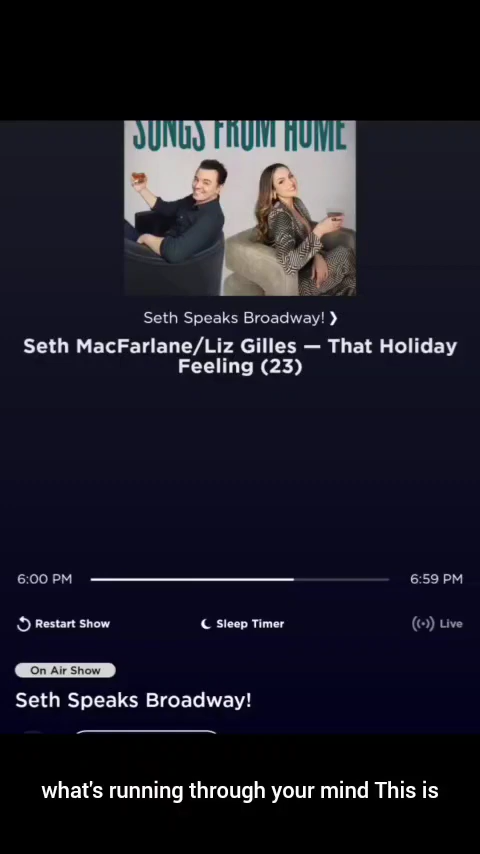 SONGS FROM HOME
Seth Speaks Broadway! ❯
Seth MacFarlane/Liz Gilles — That Holiday
Feeling (23)
6:00 PM
6:59 PM
Restart Show
Sleep Timer
Live
On Air Show
Seth Speaks Broadway!
what's running through your mind This is